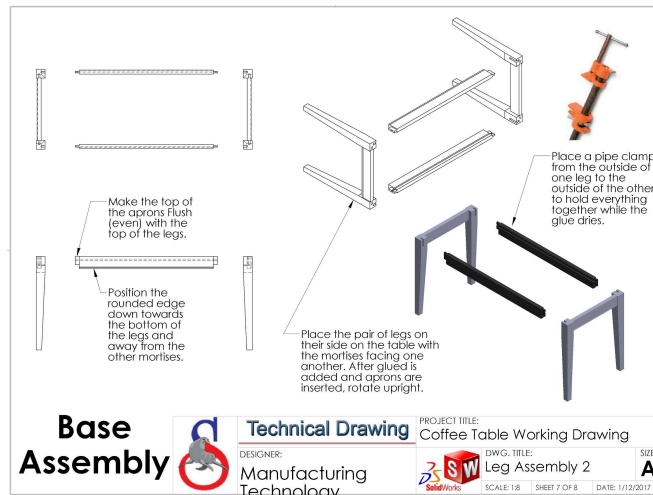 Place a pipe clamp
from the outside of
one leg to the
outside of the other
to hold everything
together while the
glue dries.
Make the top of
the aprons Flush
(even) with the
top of the legs.
Position the
rounded edge
down towards
the bottom of
the legs and
away from the
other mortises.
Place the pair of legs on
their side on the table with
the mortises facing one
another. After glued is
added and aprons are
inserted, rotate upright.
Base
Assembly
S
Technical Drawing
DESIGNER:
Manufacturing
Technology
PROJECT TITLE:
Coffee Table Working Drawing
SW
SolidWorks
DWG. TITLE:
Leg Assembly 2
SIZE
A
SCALE: 1:8 SHEET 7 OF 8 DATE: 1/12/2017